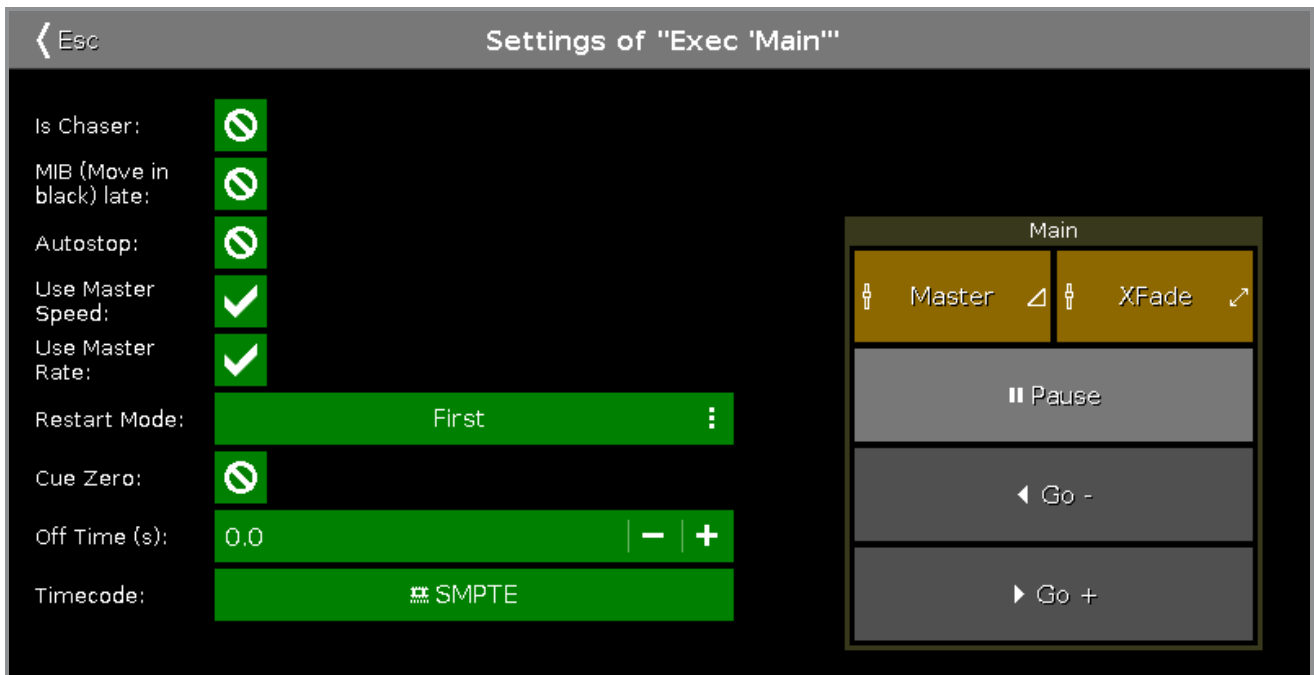 Esc
Settings of "Exec 'Main'"
Is Chaser:
MIB (Move in
black) late:
Autostop:
Use Master
Speed:
Use Master
Rate:
Restart Mode:
First
Cue Zero:
Off Time (s):
0.0
Timecode:
SMPTE
Main
Master
XFade
Pause
Go -
Go +